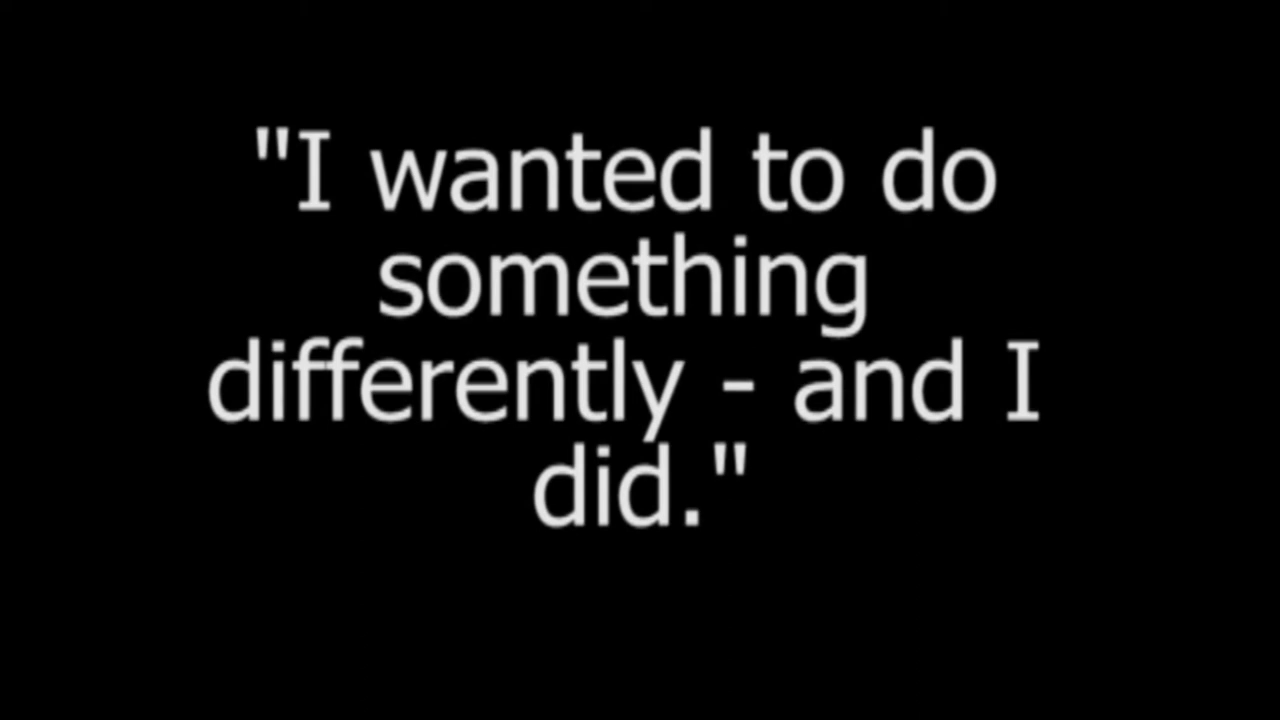 "I wanted to do
something
differently - and I
did."